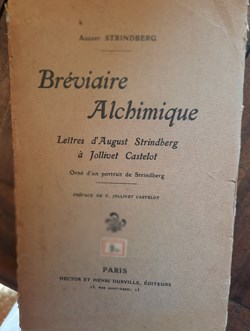 August STRINDBERG
Bréviaire
Alchimique
Lettres d'August Strindberg
à Jollivet Castelot
Orné d'un portrait de Strindberg
PRÉFACE DE F. JOLLIVET CASTELOT
PARIS
HECTOR ET HENRI DURVILLE, ÉDITEURS